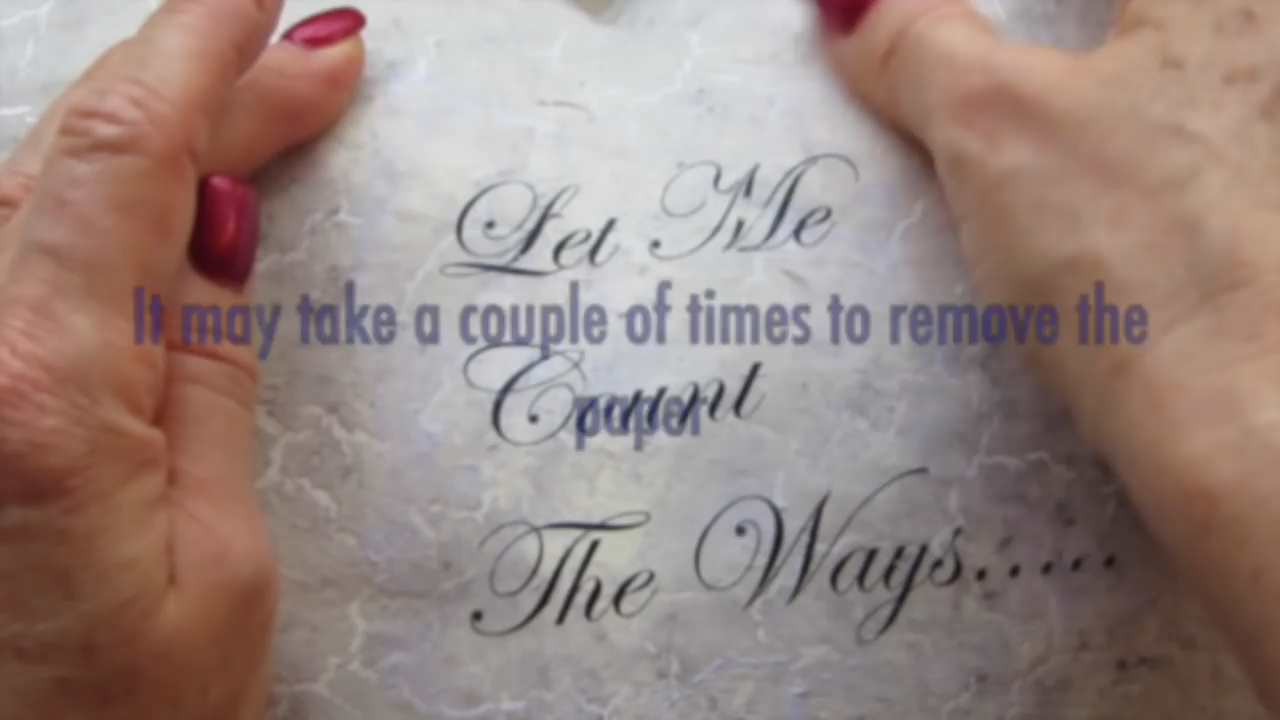 Let Me
It may take a couple of times to remove the
Count
paper
The Ways.....